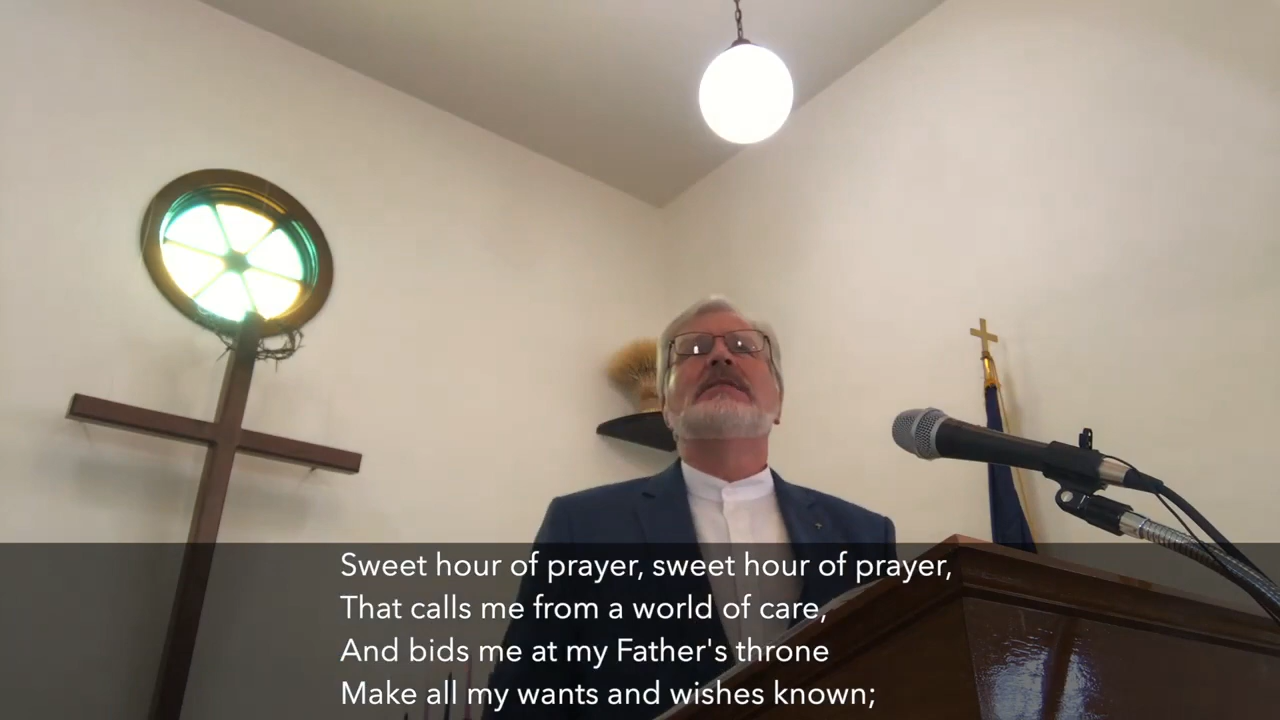 Sweet hour of prayer, sweet hour of prayer,
That calls me from a world of care,
And bids me at my Father's throne
Make all my wants and wishes known;